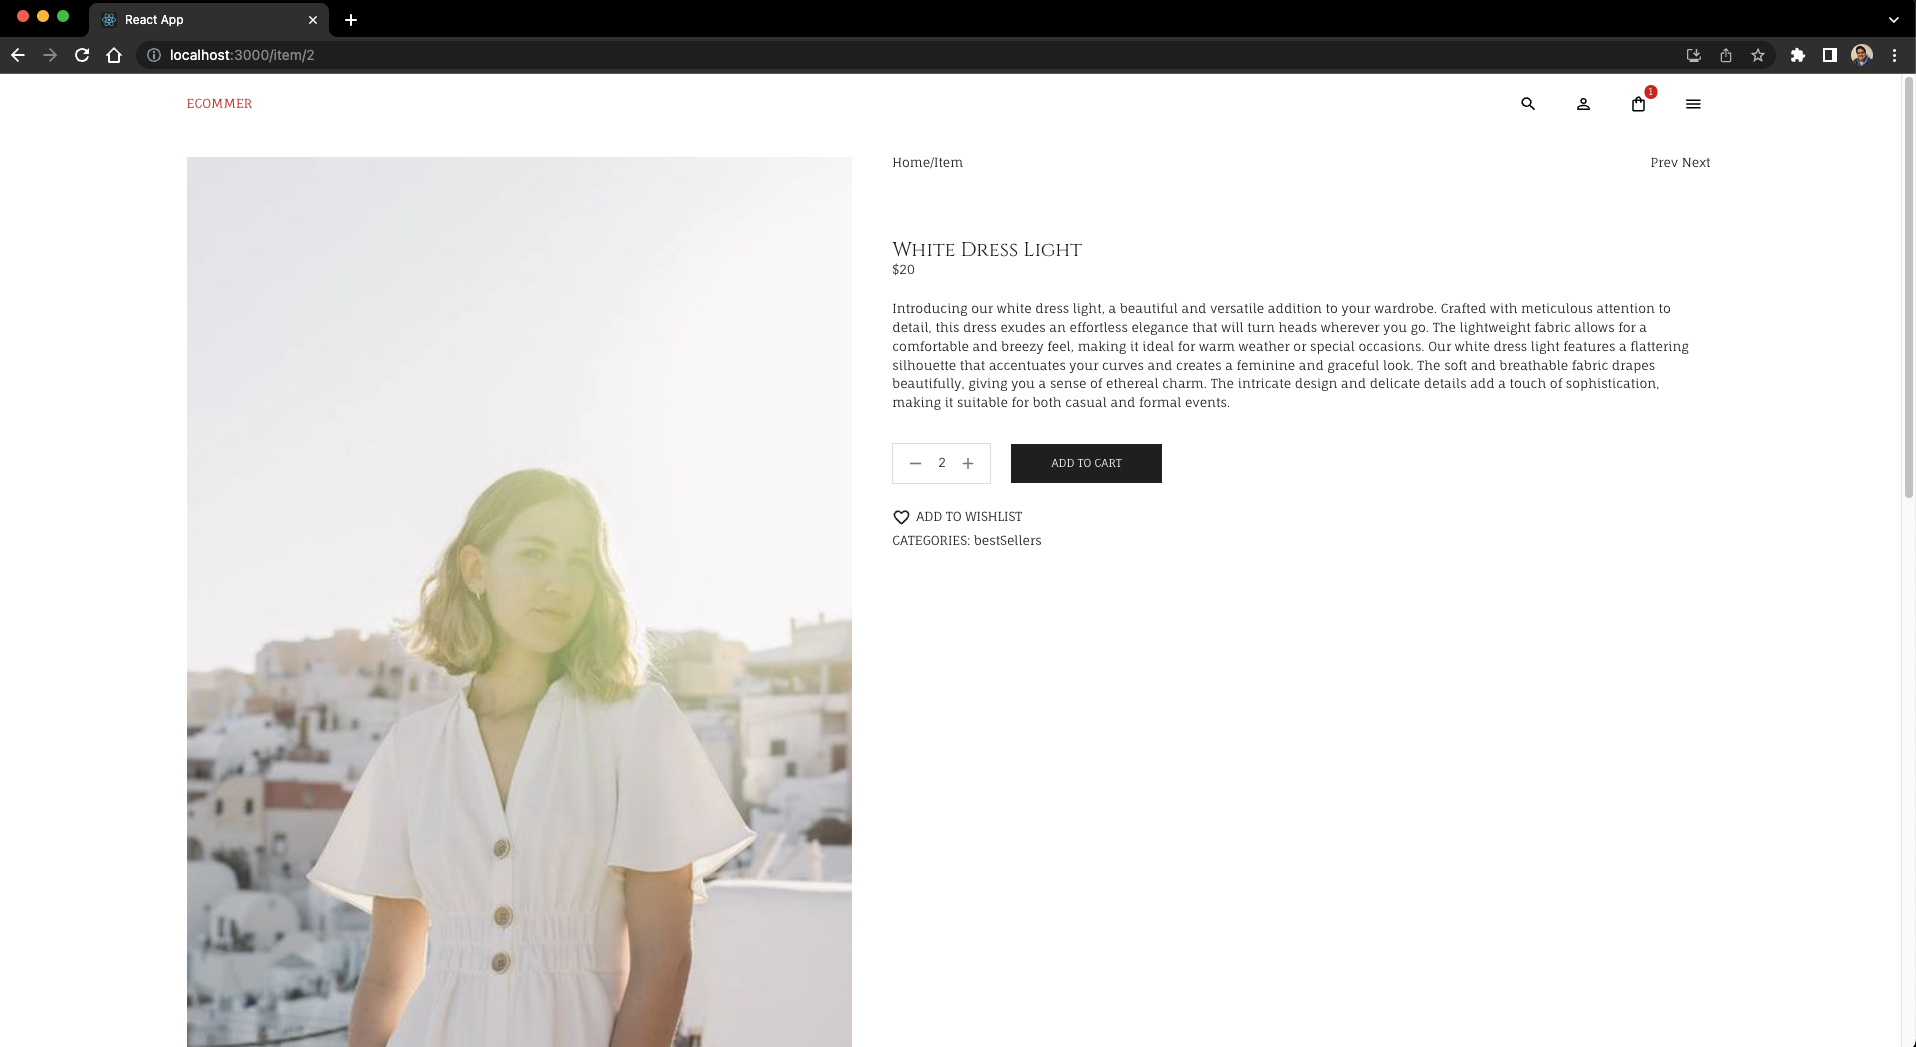 React App
localhost:3000/item/2
ECOMMER
1
Home/Item
Prev Next
White Dress Light
$20
Introducing our white dress light, a beautiful and versatile addition to your wardrobe. Crafted with meticulous attention to
detail, this dress exudes an effortless elegance that will turn heads wherever you go. The lightweight fabric allows for a
comfortable and breezy feel, making it ideal for warm weather or special occasions. Our white dress light features a flattering
silhouette that accentuates your curves and creates a feminine and graceful look. The soft and breathable fabric drapes
beautifully, giving you a sense of ethereal charm. The intricate design and delicate details add a touch of sophistication,
making it suitable for both casual and formal events.
2
ADD TO CART
ADD TO WISHLIST
CATEGORIES: bestSellers